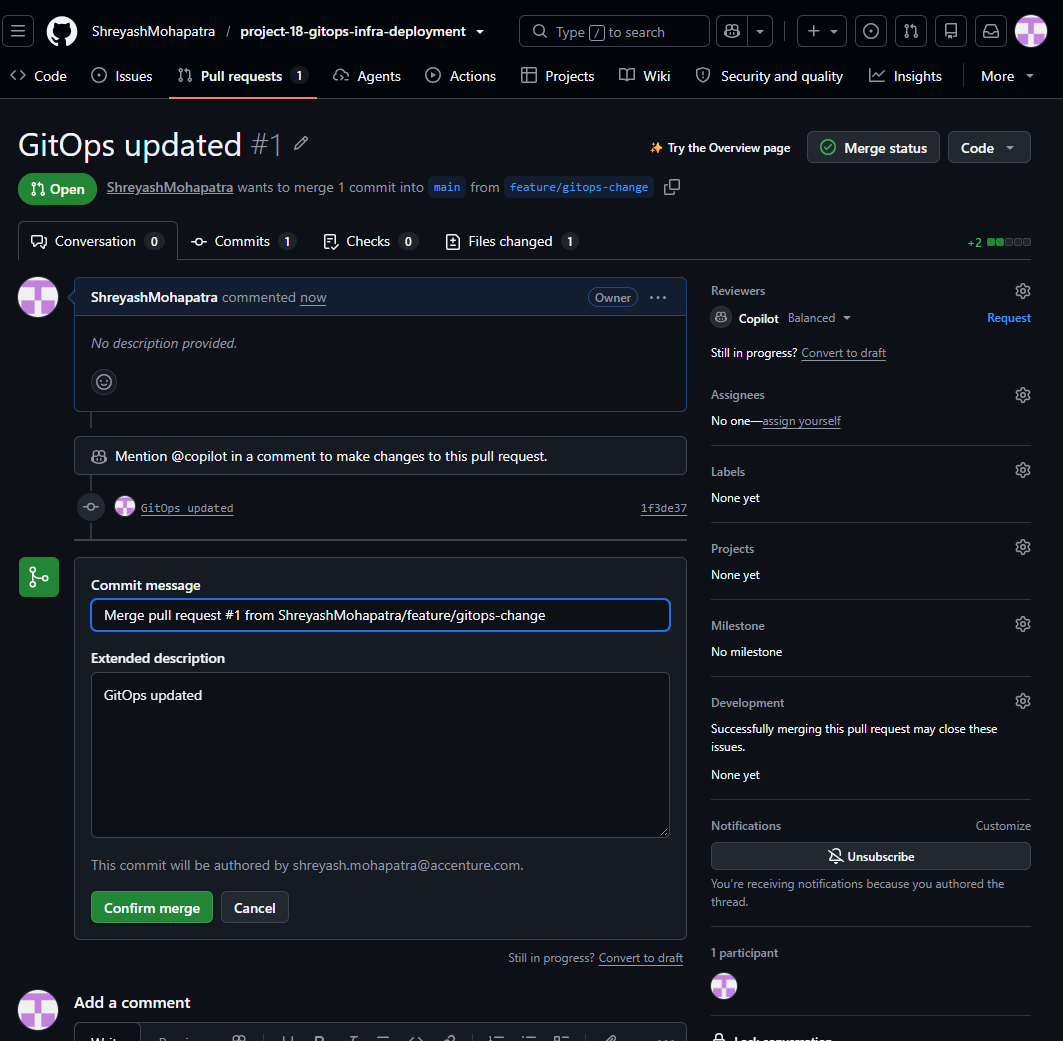 ShreyashMohapatra / project-18-gitops-infra-deployment
Type / to search
Code Issues Pull requests 1 Agents Actions Projects Wiki Security and quality Insights More
GitOps updated #1
Try the Overview page
Merge status
Code
Open ShreyashMohapatra wants to merge 1 commit into main from feature/gitops-change
Conversation 0 Commits 1 Checks 0 Files changed 1
+2
ShreyashMohapatra commented now
Owner
No description provided.
Mention @copilot in a comment to make changes to this pull request.
GitOps updated
1f3de37
Commit message
Merge pull request #1 from ShreyashMohapatra/feature/gitops-change
Extended description
GitOps updated
This commit will be authored by shreyash.mohapatra@accenture.com.
Confirm merge
Cancel
Still in progress? Convert to draft
Add a comment
Reviewers
Copilot Balanced
Request
Still in progress? Convert to draft
Assignees
No one—assign yourself
Labels
None yet
Projects
None yet
Milestone
No milestone
Development
Successfully merging this pull request may close these
issues.
None yet
Notifications
Customize
Unsubscribe
You're receiving notifications because you authored the
thread.
1 participant
Lock conversation